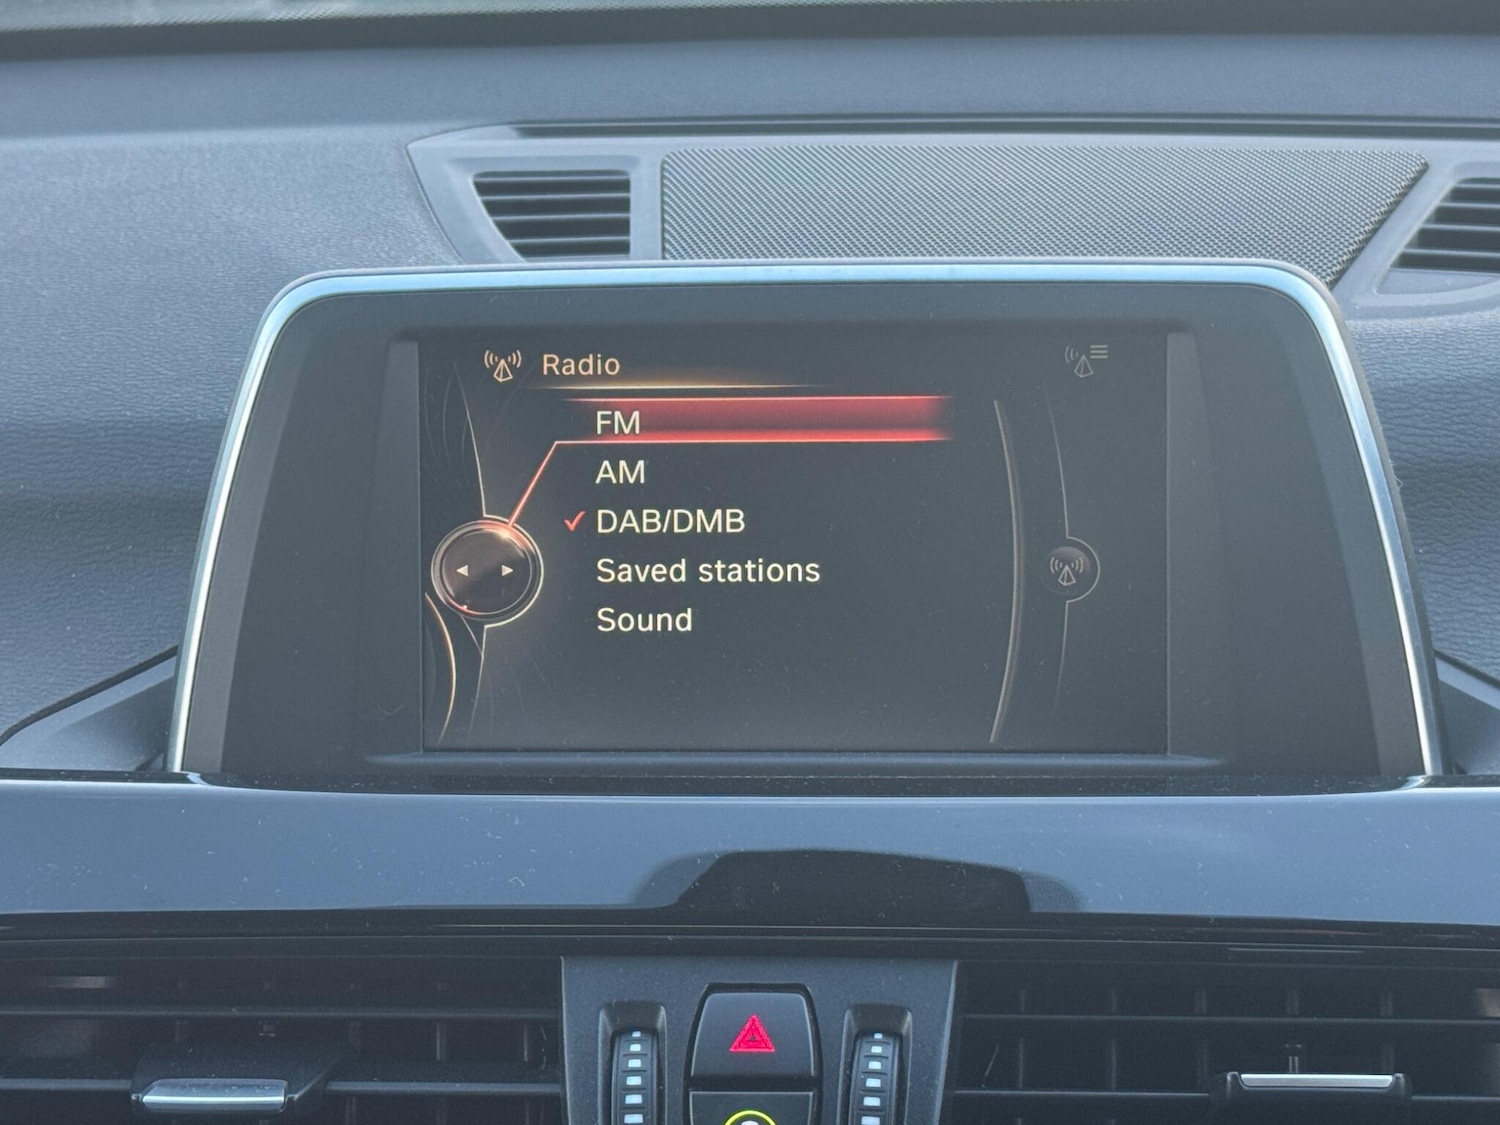 Radio
FM
AM
DAB/DMB
Saved stations
Sound